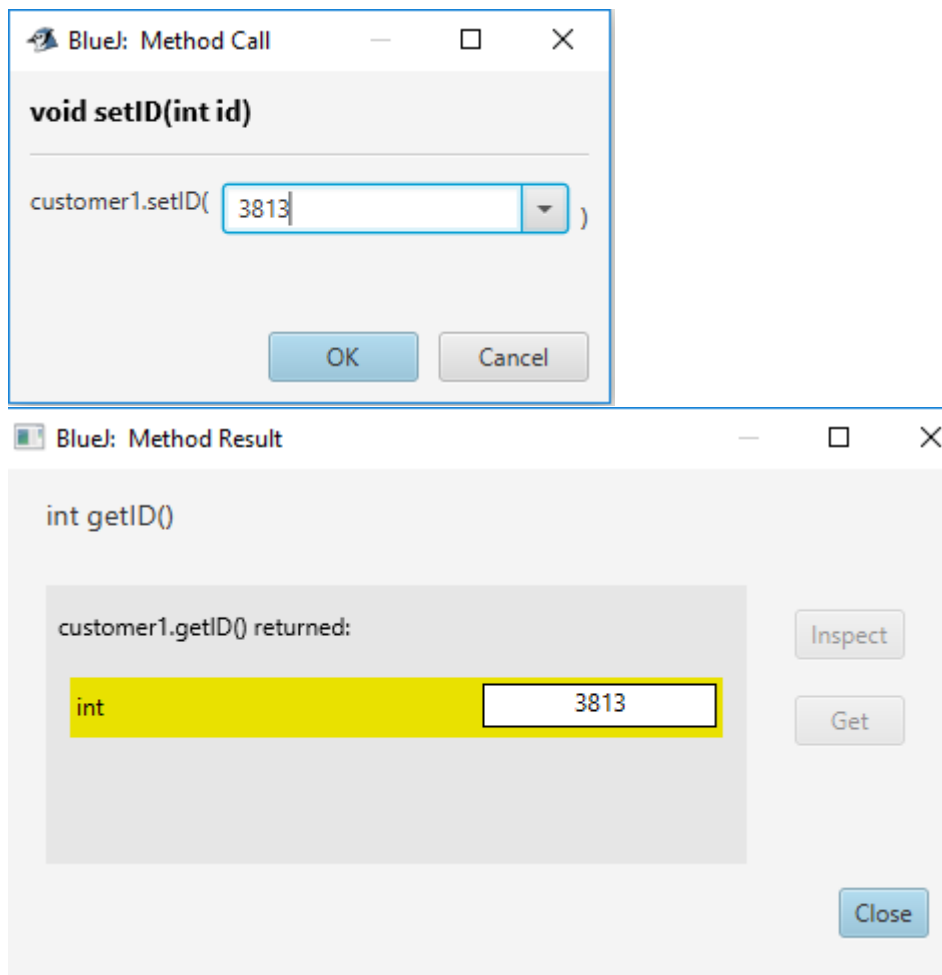 BlueJ: Method Call
void setID(int id)
customer1.setID( 3813 )
OK Cancel
BlueJ: Method Result
int getID()
customer1.getID() returned:
Inspect
int 3813
Get
Close